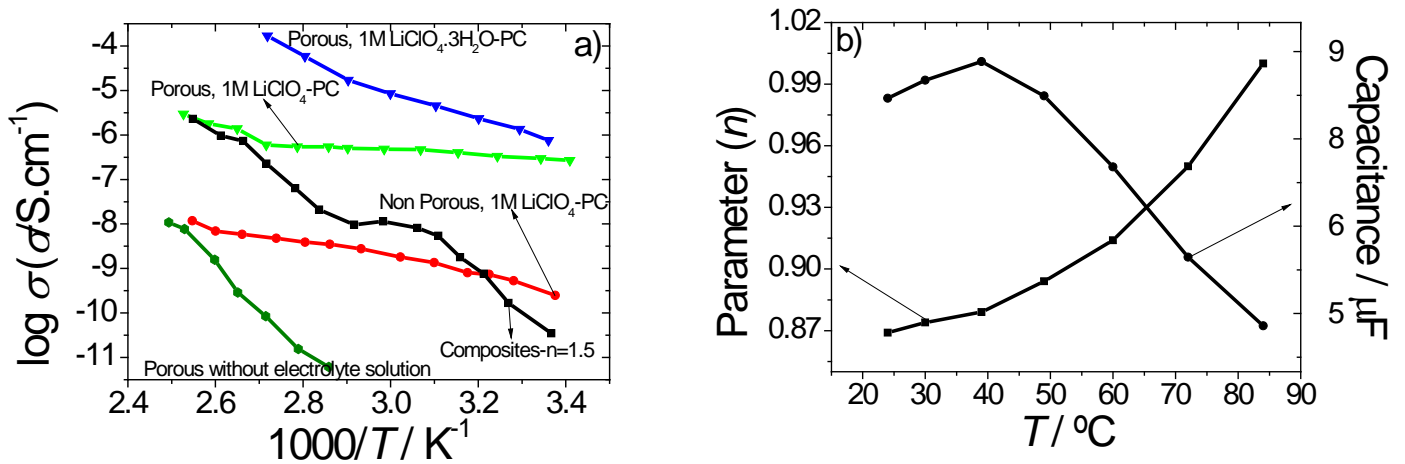 a)
Porous, 1M LiClO₄.3H₂O-PC
Porous, 1M LiClO₄-PC
Non Porous, 1M LiClO₄-PC
Composites-n=1.5
Porous without electrolyte solution
log σ(σ/S.cm⁻¹)
-4
-5
-6
-7
-8
-9
-10
-11
2.4 2.6 2.8 3.0 3.2 3.4
1000/T / K⁻¹
b)
Parameter (n)
1.02
0.99
0.96
0.93
0.90
0.87
20 30 40 50 60 70 80 90
T / ºC
9
8
6
5
Capacitance / μF